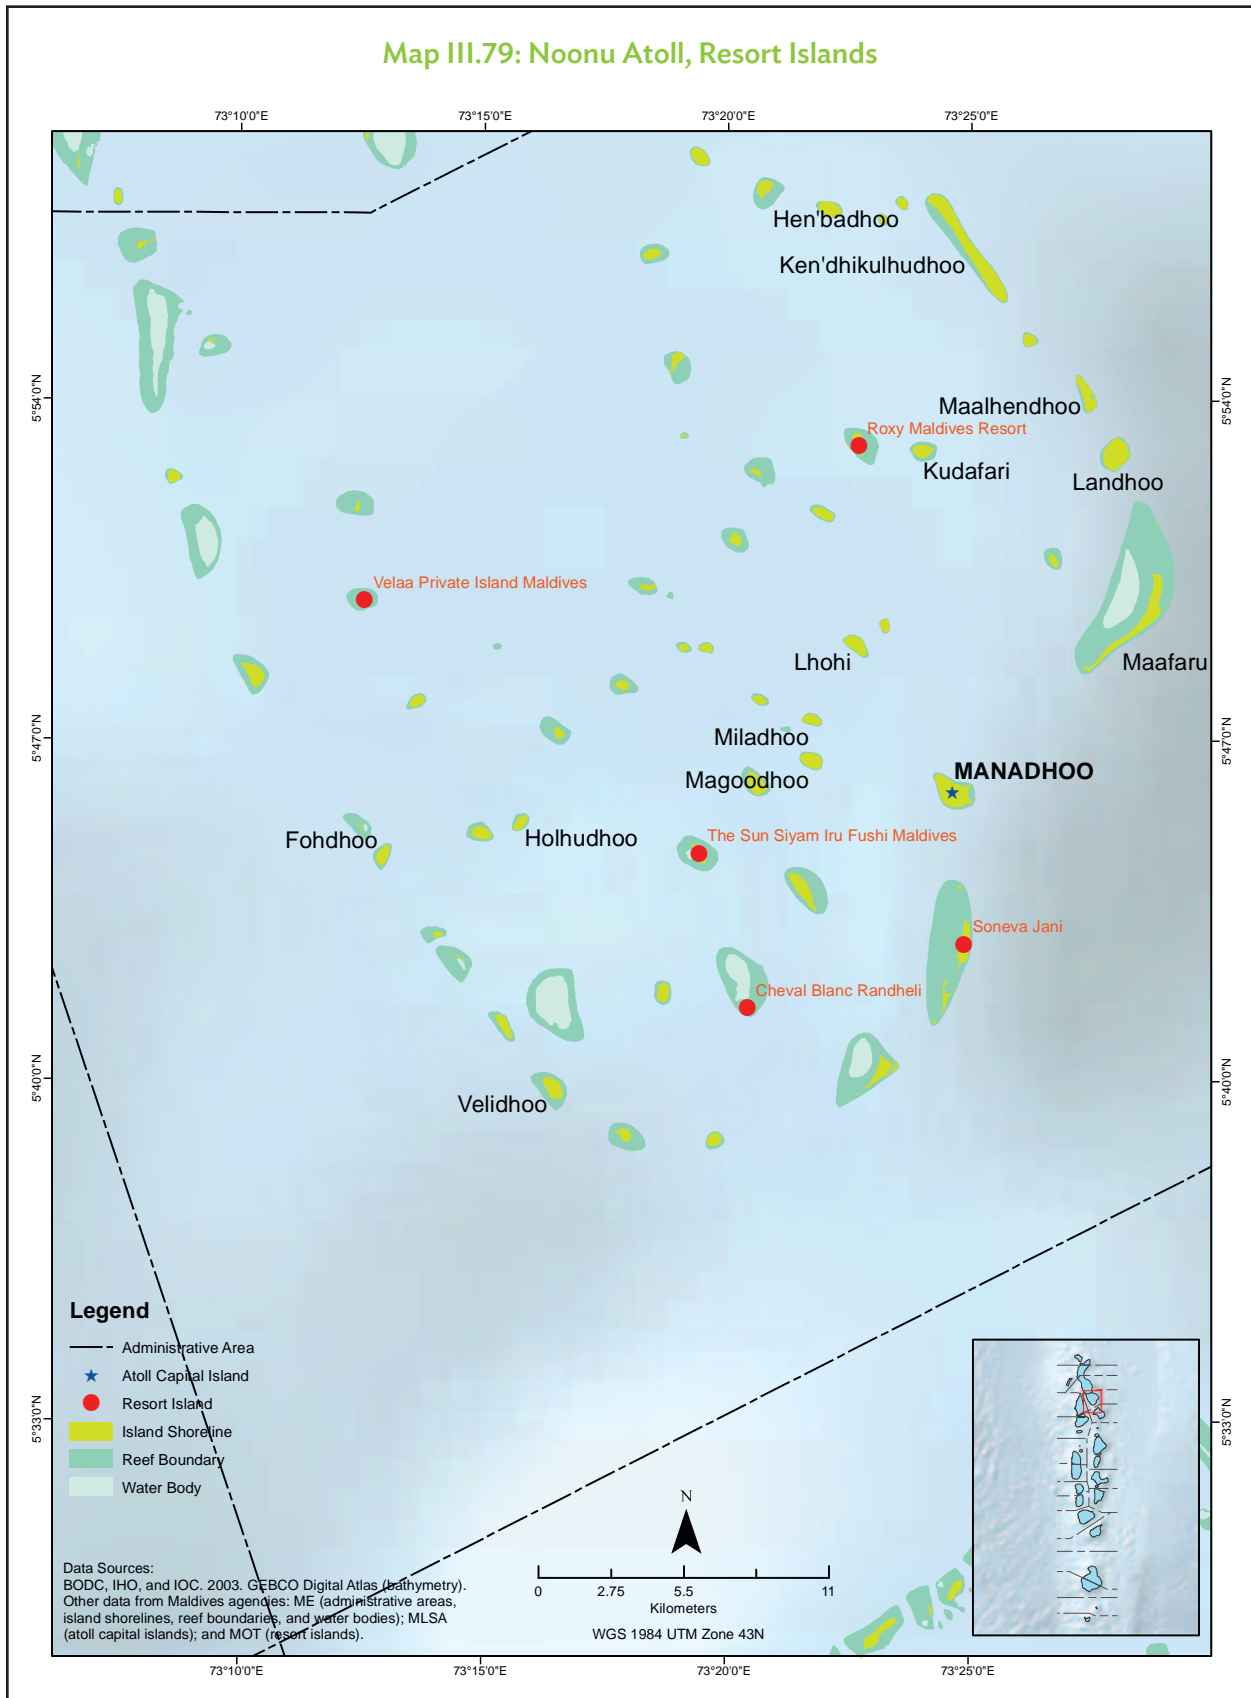 Map III.79: Noonu Atoll, Resort Islands
73°10'0"E
73°15'0"E
73°20'0"E
73°25'0"E
Hen'badhoo
Ken'dhikulhudhoo
5°54'0"N
5°54'0"N
Maalhendhoo
Roxy Maldives Resort
Kudafari
Landhoo
Velaa Private Island Maldives
Lhohi
Maafaru
5°47'0"N
5°47'0"N
Miladhoo
MANADHOO
Magoodhoo
Fohdhoo
Holhudhoo
The Sun Siyam Iru Fushi Maldives
Soneva Jani
Cheval Blanc Randheli
5°40'0"N
5°40'0"N
Velidhoo
Legend
Administrative Area
Atoll Capital Island
Resort Island
Island Shoreline
Reef Boundary
Water Body
5°33'0"N
5°33'0"N
N
0
2.75
5.5
11
Kilometers
WGS 1984 UTM Zone 43N
Data Sources:
BODC, IHO, and IOC. 2003. GEBCO Digital Atlas (bathymetry).
Other data from Maldives agencies: ME (administrative areas,
island shorelines, reef boundaries, and water bodies); MLSA
(atoll capital islands); and MOT (resort islands).
73°10'0"E
73°15'0"E
73°20'0"E
73°25'0"E